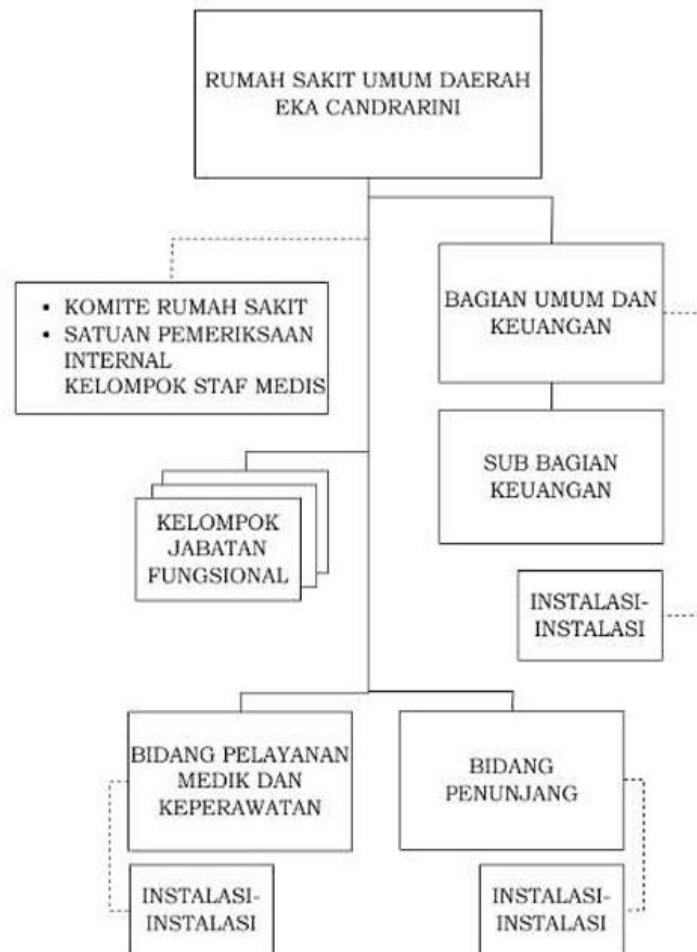 RUMAH SAKIT UMUM DAERAH
EKA CANDRARINI
▪ KOMITE RUMAH SAKIT
▪ SATUAN PEMERIKSAAN
INTERNAL
KELOMPOK STAF MEDIS
BAGIAN UMUM DAN
KEUANGAN
SUB BAGIAN
KEUANGAN
KELOMPOK
JABATAN
FUNGSIONAL
INSTALASI-
INSTALASI
BIDANG PELAYANAN
MEDIK DAN
KEPERAWATAN
BIDANG
PENUNJANG
INSTALASI-
INSTALASI
INSTALASI-
INSTALASI